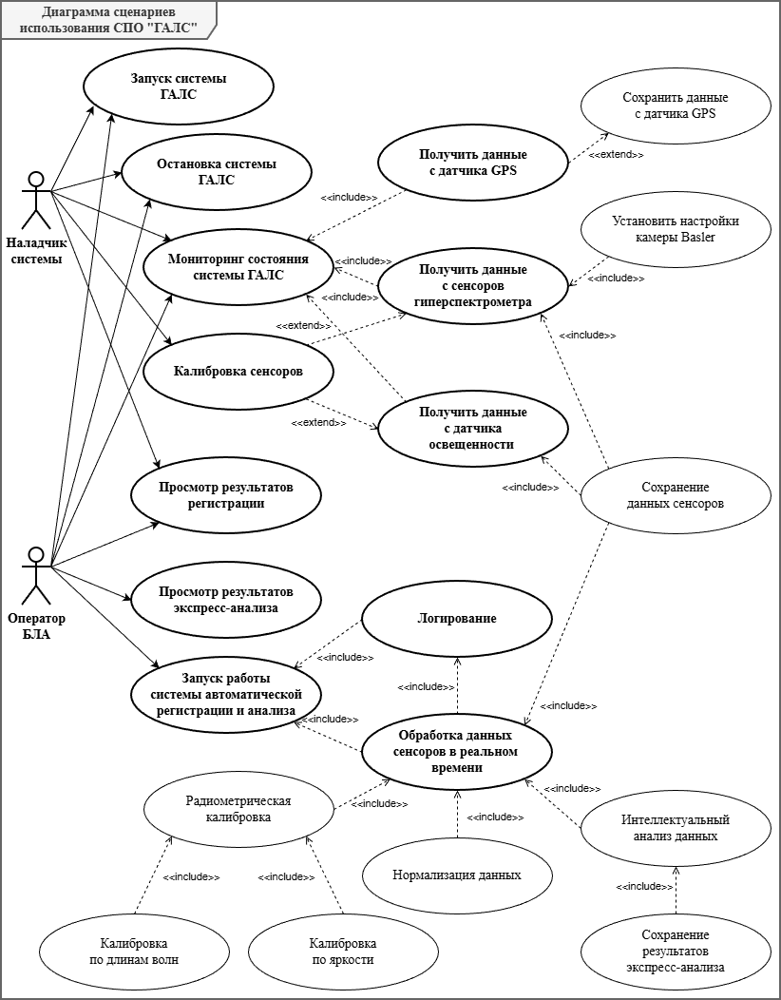 Диаграмма сценариев
использования СПО "ГАЛС"
Запуск системы
ГАЛС
Сохранить данные
с датчика GPS
Получить данные
с датчика GPS
<<extend>>
Остановка системы
ГАЛС
<<include>>
Наладчик
системы
Установить настройки
камеры Basler
Мониторинг состояния
системы ГАЛС
<<include>>
Получить данные
с сенсоров
гиперспектрометра
<<include>>
<<include>>
<<extend>>
<<include>>
Калибровка сенсоров
<<extend>>
Получить данные
с датчика
освещенности
<<include>>
Сохранение
данных сенсоров
Просмотр результатов
регистрации
Оператор
БЛА
Просмотр результатов
экспресс-анализа
Логирование
<<include>>
Запуск работы
системы автоматической
регистрации и анализа
<<include>>
<<include>>
<<include>>
Обработка данных
сенсоров в реальном
времени
Радиометрическая
калибровка
<<include>>
<<include>>
<<include>>
Интеллектуальный
анализ данных
Нормализация данных
<<include>>
<<include>>
<<include>>
Калибровка
по длинам волн
Калибровка
по яркости
Сохранение
результатов
экспресс-анализа